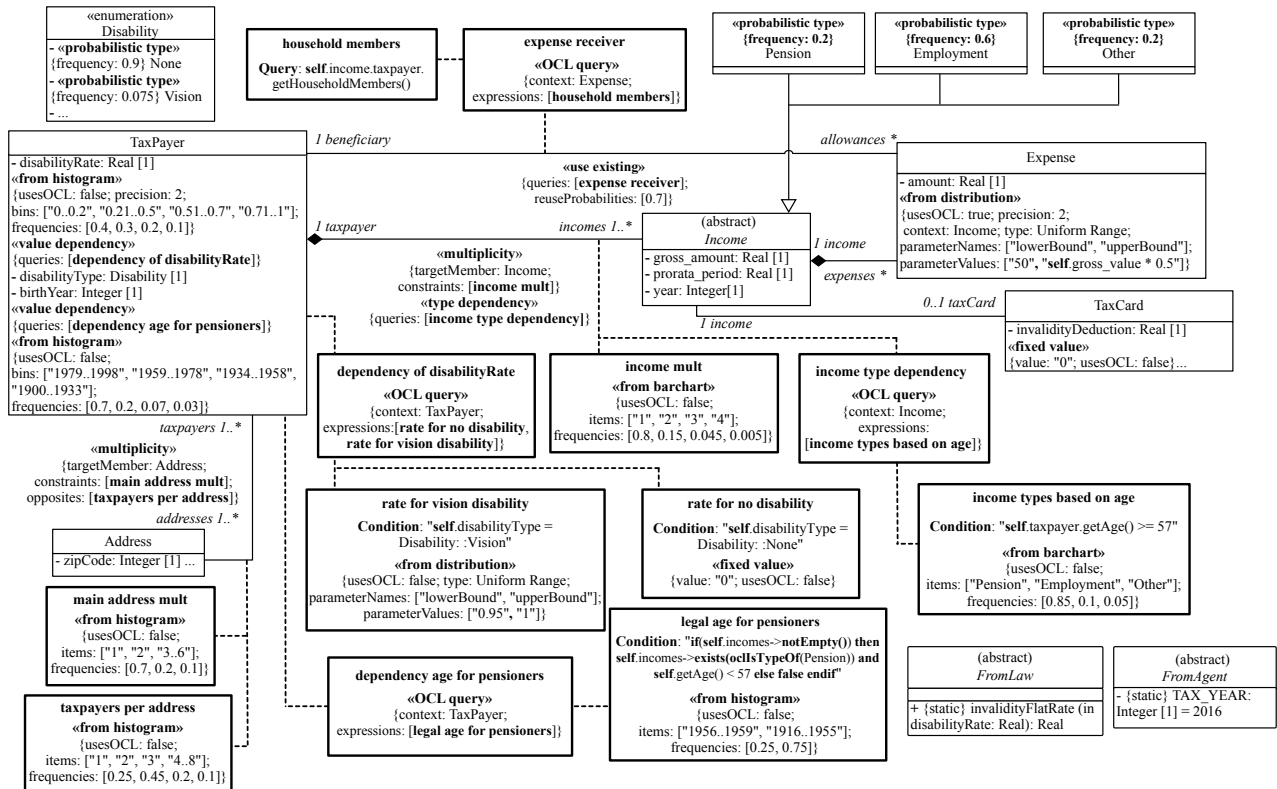 «enumeration»
Disability
- «probabilistic type»
{frequency: 0.9} None
- «probabilistic type»
{frequency: 0.075} Vision
- ...
household members
Query: self.income.taxpayer.
getHouseholdMembers()
expense receiver
«OCL query»
{context: Expense;
expressions: [household members]}
«probabilistic type»
{frequency: 0.2}
Pension
«probabilistic type»
{frequency: 0.6}
Employment
«probabilistic type»
{frequency: 0.2}
Other
TaxPayer
- disabilityRate: Real [1]
«from histogram»
{usesOCL: false; precision: 2;
bins: ["0..0.2", "0.21..0.5", "0.51..0.7", "0.71..1"];
frequencies: [0.4, 0.3, 0.2, 0.1]}
«value dependency»
{queries: [dependency of disabilityRate]}
- disabilityType: Disability [1]
- birthYear: Integer [1]
«value dependency»
{queries: [dependency age for pensioners]}
«from histogram»
{usesOCL: false;
bins: ["1979..1998", "1959..1978", "1934..1958",
"1900..1933"];
frequencies: [0.7, 0.2, 0.07, 0.03]}
1 beneficiary
allowances *
«use existing»
{queries: [expense receiver];
reuseProbabilities: [0.7]}
1 taxpayer
incomes 1..*
«multiplicity»
{targetMember: Income;
constraints: [income mult]
«type dependency»
{queries: [income type dependency]}
(abstract)
Income
- gross_amount: Real [1]
- prorata_period: Real [1]
- year: Integer[1]
1 income
expenses *
Expense
- amount: Real [1]
«from distribution»
{usesOCL: true; precision: 2;
context: Income; type: Uniform Range;
parameterNames: ["lowerBound", "upperBound"];
parameterValues: ["50", "self.gross_value * 0.5"]}
0..1 taxCard
1 income
TaxCard
- invalidityDeduction: Real [1]
«fixed value»
{value: "0"; usesOCL: false}...
dependency of disabilityRate
«OCL query»
{context: TaxPayer;
expressions:[rate for no disability,
rate for vision disability]}
income mult
«from barchart»
{usesOCL: false;
items: ["1", "2", "3", "4"];
frequencies: [0.8, 0.15, 0.045, 0.005]}
income type dependency
«OCL query»
{context: Income;
expressions:
[income types based on age]}
taxpayers 1..*
«multiplicity»
{targetMember: Address;
constraints: [main address mult];
opposites: [taxpayers per address]}
addresses 1..*
Address
- zipCode: Integer [1] ...
rate for vision disability
Condition: "self.disabilityType =
Disability: :Vision"
«from distribution»
{usesOCL: false; type: Uniform Range;
parameterNames: ["lowerBound", "upperBound"];
parameterValues: ["0.95", "1"]}
rate for no disability
Condition: "self.disabilityType =
Disability: :None"
«fixed value»
{value: "0"; usesOCL: false}
income types based on age
Condition: "self.taxpayer.getAge() >= 57"
«from barchart»
{usesOCL: false;
items: ["Pension", "Employment", "Other"];
frequencies: [0.85, 0.1, 0.05]}
main address mult
«from histogram»
{usesOCL: false;
items: ["1", "2", "3..6"];
frequencies: [0.7, 0.2, 0.1]}
taxpayers per address
«from histogram»
{usesOCL: false;
items: ["1", "2", "3", "4..8"];
frequencies: [0.25, 0.45, 0.2, 0.1]}
dependency age for pensioners
«OCL query»
{context: TaxPayer;
expressions: [legal age for pensioners]}
legal age for pensioners
Condition: "if(self.incomes->notEmpty()) then
self.incomes->exists(oclIsTypeOf(Pension)) and
self.getAge() < 57 else false endif"
«from histogram»
{usesOCL: false;
items: ["1956..1959", "1916..1955"];
frequencies: [0.25, 0.75]}
(abstract)
FromLaw
+ {static} invalidityFlatRate (in
disabilityRate: Real): Real
(abstract)
FromAgent
- {static} TAX_YEAR:
Integer [1] = 2016